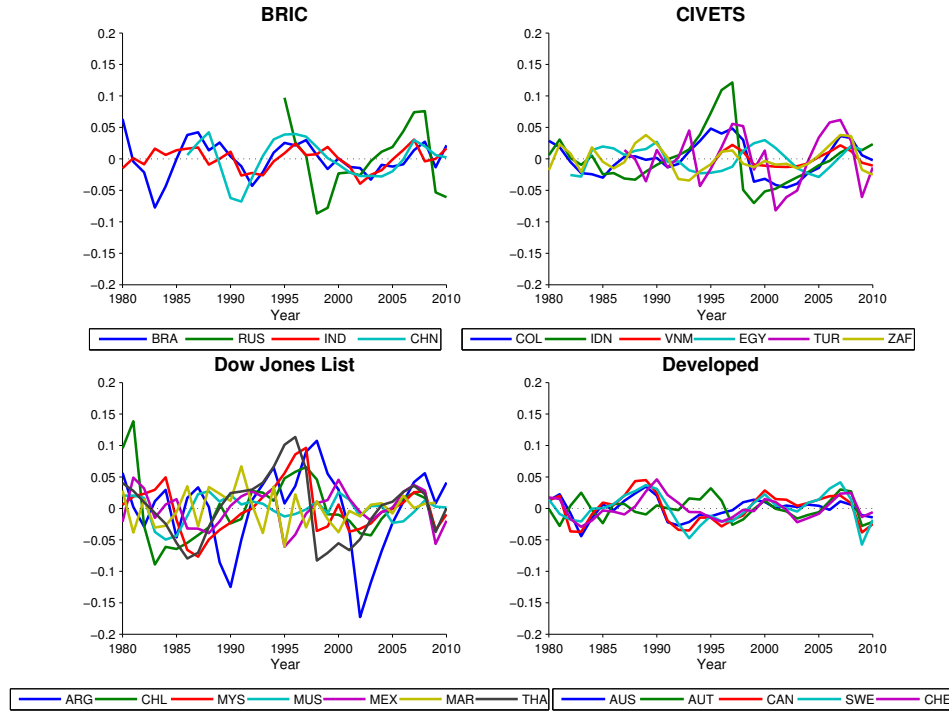 BRIC
0.2
0.15
0.1
0.05
0
−0.05
−0.1
−0.15
−0.2
1980 1985 1990 1995 2000 2005 2010
Year
BRA RUS IND CHN
CIVETS
0.2
0.15
0.1
0.05
0
−0.05
−0.1
−0.15
−0.2
1980 1985 1990 1995 2000 2005 2010
Year
COL IDN VNM EGY TUR ZAF
Dow Jones List
0.2
0.15
0.1
0.05
0
−0.05
−0.1
−0.15
−0.2
1980 1985 1990 1995 2000 2005 2010
Year
ARG CHL MYS MUS MEX MAR THA
Developed
0.2
0.15
0.1
0.05
0
−0.05
−0.1
−0.15
−0.2
1980 1985 1990 1995 2000 2005 2010
Year
AUS AUT CAN SWE CHE